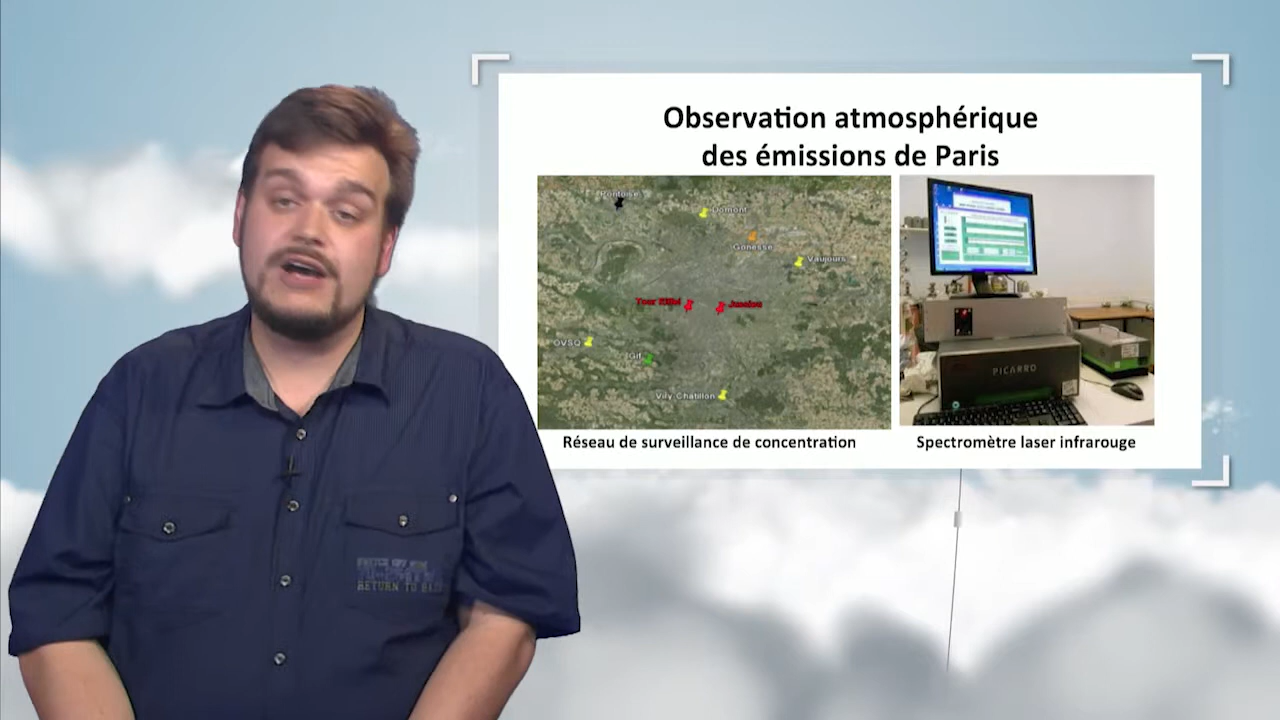 Observation atmosphérique
des émissions de Paris
Pontoise
Domont
Gonesse
Vaujours
Tour Eiffel
Jussieu
OVSQ
Gif
Vily Chatillon
PICARRO
Réseau de surveillance de concentration
Spectromètre laser infrarouge
RETURN TO